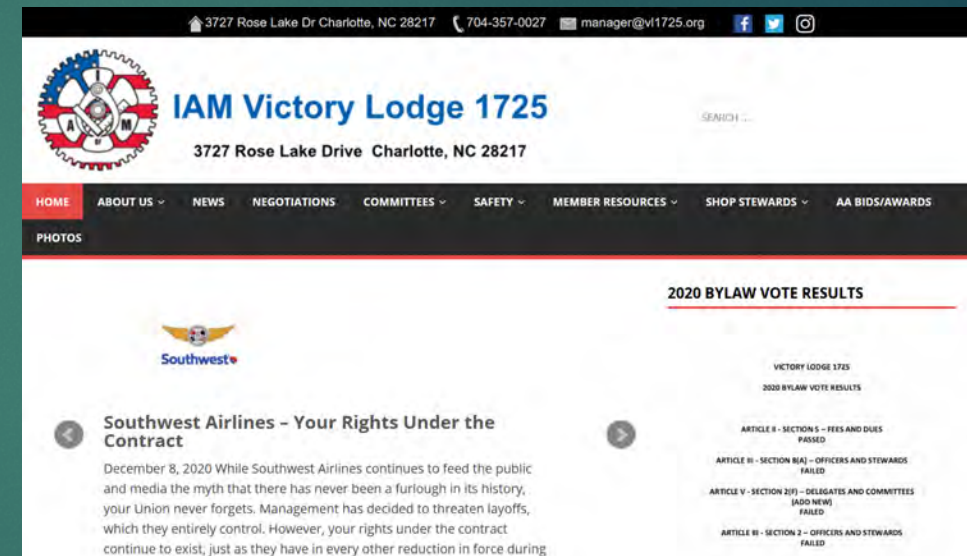 3727 Rose Lake Dr Charlotte, NC 28217 704-357-0027 manager@vl1725.org
I
A M
OF
IAM Victory Lodge 1725
3727 Rose Lake Drive Charlotte, NC 28217
SEARCH ...
HOME ABOUT US NEWS NEGOTIATIONS COMMITTEES SAFETY MEMBER RESOURCES SHOP STEWARDS AA BIDS/AWARDS
PHOTOS
2020 BYLAW VOTE RESULTS
Southwest
Southwest Airlines – Your Rights Under the
Contract
December 8, 2020 While Southwest Airlines continues to feed the public
and media the myth that there has never been a furlough in its history,
your Union never forgets. Management has decided to threaten layoffs,
which they entirely control. However, your rights under the contract
continue to exist, just as they have in every other reduction in force during
VICTORY LODGE 1725
2020 BYLAW VOTE RESULTS
ARTICLE II - SECTION 5 – FEES AND DUES
PASSED
ARTICLE III - SECTION 8(A) – OFFICERS AND STEWARDS
FAILED
ARTICLE V - SECTION 2(F) – DELEGATES AND COMMITTEES
(ADD NEW)
FAILED
ARTICLE III - SECTION 2 – OFFICERS AND STEWARDS
FAILED